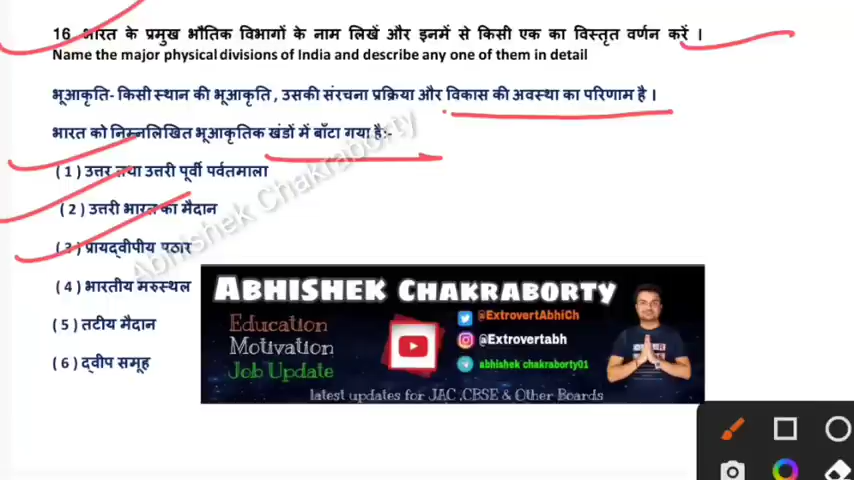 16. भारत के प्रमुख भौतिक विभागों के नाम लिखें और इनमें से किसी एक का विस्तृत वर्णन करें ।
Name the major physical divisions of India and describe any one of them in detail
भूआकृति- किसी स्थान की भूआकृति , उसकी संरचना प्रक्रिया और विकास की अवस्था का परिणाम है ।
भारत को निम्नलिखित भूआकृतिक खंडों में बाँटा गया है:-
( 1 ) उत्तर तथा उत्तरी पूर्वी पर्वतमाला
( 2 ) उत्तरी भारत का मैदान
( 3 ) प्रायद्वीपीय पठार
( 4 ) भारतीय मरुस्थल
( 5 ) तटीय मैदान
( 6 ) द्वीप समूह
Abhishek Chakraborty
ABHISHEK CHAKRABORTY
Education
Motivation
Job Update
@ExtrovertAbhiCh
@Extrovertabh
abhishek chakraborty01
latest updates for JAC ,CBSE & Other Boards